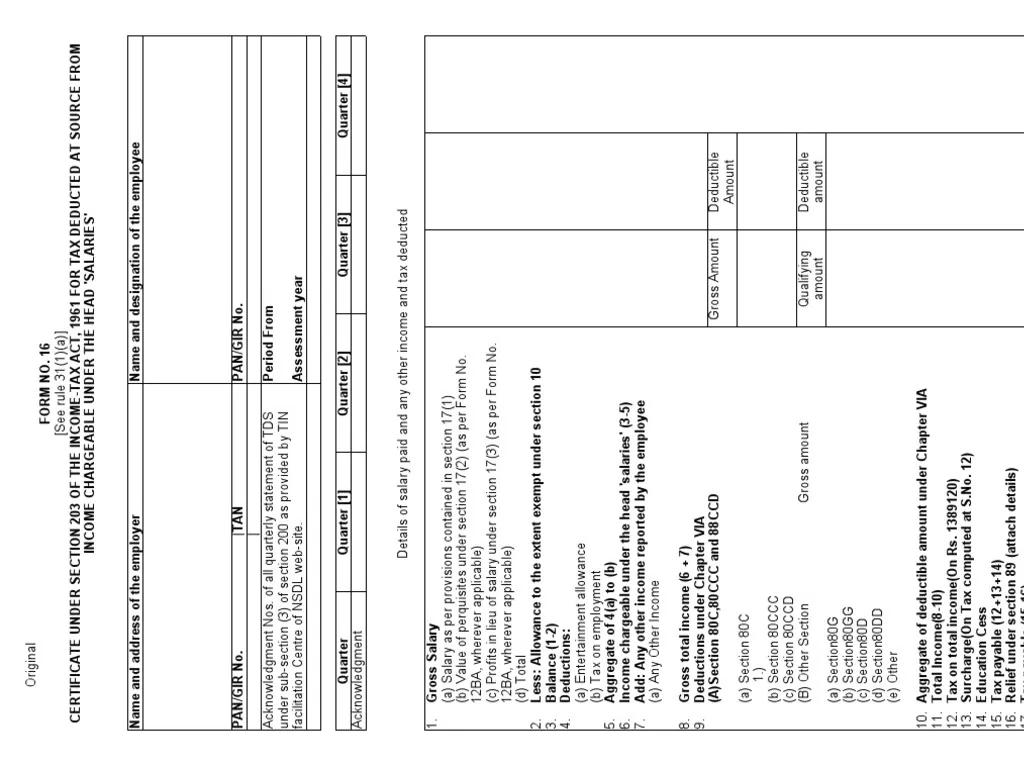 Original
FORM NO. 16
[See rule 31(1)(a)]
CERTIFICATE UNDER SECTION 203 OF THE INCOME-TAX ACT, 1961 FOR TAX DEDUCTED AT SOURCE FROM
INCOME CHARGEABLE UNDER THE HEAD 'SALARIES'
Name and address of the employer Name and designation of the employee
PAN/GIR No. TAN PAN/GIR No.
Acknowledgment Nos. of all quarterly statement of TDS Period From
under sub-section (3) of section 200 as provided by TIN
facilitation Centre of NSDL web-site. Assessment year
Quarter Quarter [1] Quarter [2] Quarter [3] Quarter [4]
Acknowledgment
Details of salary paid and any other income and tax deducted
1. Gross Salary
(a) Salary as per provisions contained in section 17(1)
(b) Value of perquisites under section 17(2) (as per Form No.
12BA, wherever applicable)
(c) Profits in lieu of salary under section 17(3) (as per Form No.
12BA, wherever applicable)
(d) Total
2. Less: Allowance to the extent exempt under section 10
3. Balance (1-2)
4. Deductions:
(a) Entertainment allowance
(b) Tax on employment
5. Aggregate of 4(a) to (b)
6. Income chargeable under the head 'salaries' (3-5)
7. Add: Any other income reported by the employee
(a) Any Other Income
8. Gross total income (6 + 7)
9. Deductions under Chapter VIA
(A)Section 80C,80CCC and 88CCD Gross Amount Deductible
Amount
(a) Section 80C
1.)
(b) Section 80CCC
(c) Section 80CCD
(B) Other Section Gross amount Qualifying Deductible
amount amount
(a) Section80G
(b) Section80GG
(c) Section80D
(d) Section80DD
(e) Other
10. Aggregate of deductible amount under Chapter VIA
11. Total Income(8-10)
12. Tax on total income(On Rs. 1389120)
13. Surcharge(On Tax computed at S.No. 12)
14. Education Cess
15. Tax payable (12+13+14)
16. Relief under section 89 (attach details)